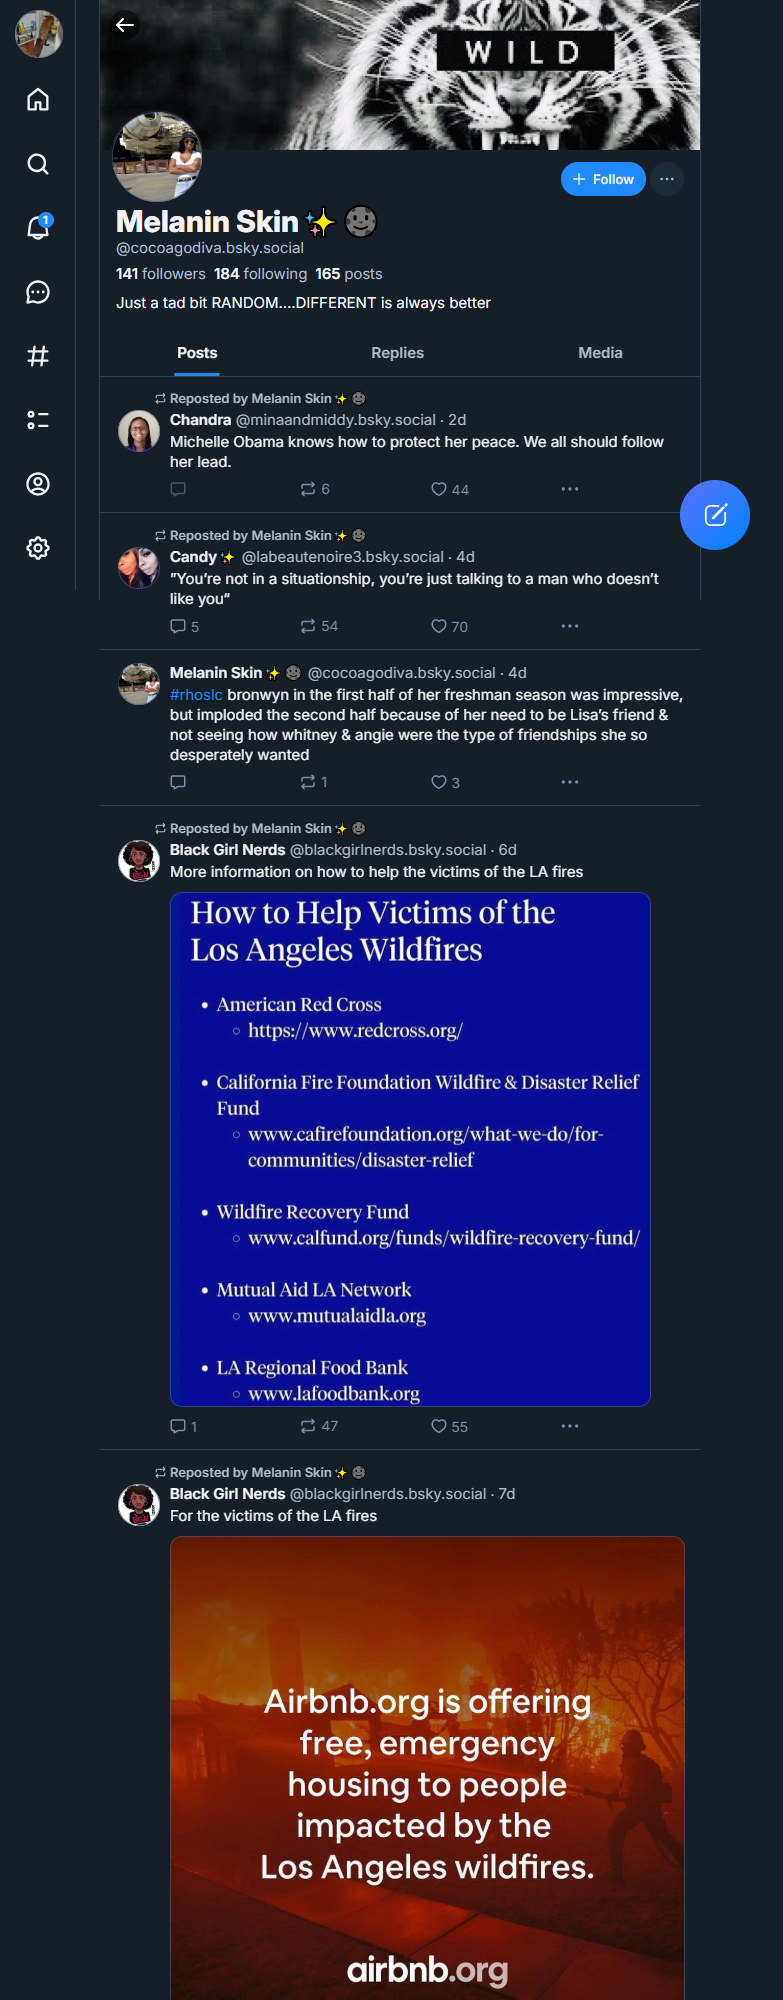 WILD
+ Follow
Melanin Skin✨🌚
@cocoagodiva.bsky.social
141 followers 184 following 165 posts
Just a tad bit RANDOM....DIFFERENT is always better
Posts Replies Media
1
Reposted by Melanin Skin✨🌚
Chandra @minaandmiddy.bsky.social · 2d
Michelle Obama knows how to protect her peace. We all should follow
her lead.
6 44
Reposted by Melanin Skin✨🌚
Candy✨ @labeautenoire3.bsky.social · 4d
"You're not in a situationship, you're just talking to a man who doesn't
like you"
5 54 70
Melanin Skin✨🌚 @cocoagodiva.bsky.social · 4d
#rhoslc bronwyn in the first half of her freshman season was impressive,
but imploded the second half because of her need to be Lisa's friend &
not seeing how whitney & angie were the type of friendships she so
desperately wanted
1 3
Reposted by Melanin Skin✨🌚
Black Girl Nerds @blackgirlnerds.bsky.social · 6d
More information on how to help the victims of the LA fires
How to Help Victims of the
Los Angeles Wildfires
• American Red Cross
○ https://www.redcross.org/
• California Fire Foundation Wildfire & Disaster Relief
Fund
○ www.cafirefoundation.org/what-we-do/for-
communities/disaster-relief
• Wildfire Recovery Fund
○ www.calfund.org/funds/wildfire-recovery-fund/
• Mutual Aid LA Network
○ www.mutualaidla.org
• LA Regional Food Bank
○ www.lafoodbank.org
1 47 55
Reposted by Melanin Skin✨🌚
Black Girl Nerds @blackgirlnerds.bsky.social · 7d
For the victims of the LA fires
Airbnb.org is offering
free, emergency
housing to people
impacted by the
Los Angeles wildfires.
airbnb.org